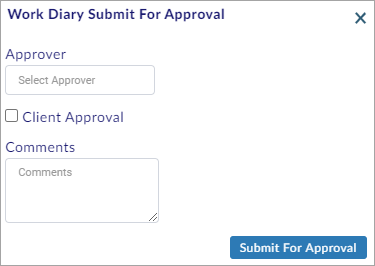 Work Diary Submit For Approval
Approver
Select Approver
Client Approval
Comments
Comments
Submit For Approval